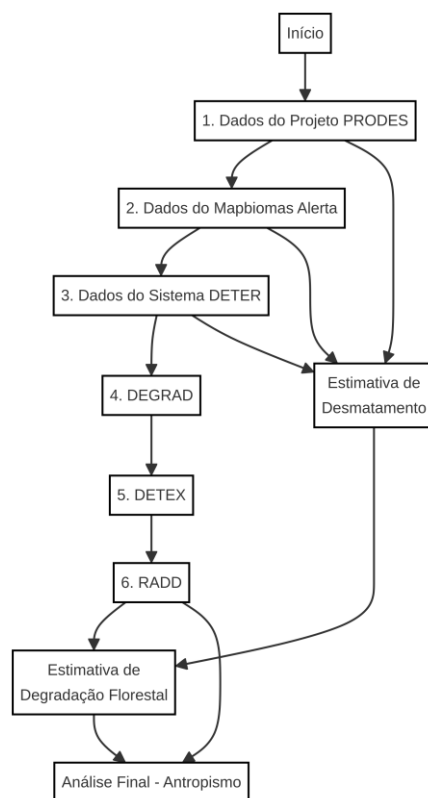 Início
1. Dados do Projeto PRODES
2. Dados do Mapbiomas Alerta
3. Dados do Sistema DETER
Estimativa de
Desmatamento
4. DEGRAD
5. DETEX
6. RADD
Estimativa de
Degradação Florestal
Análise Final - Antropismo